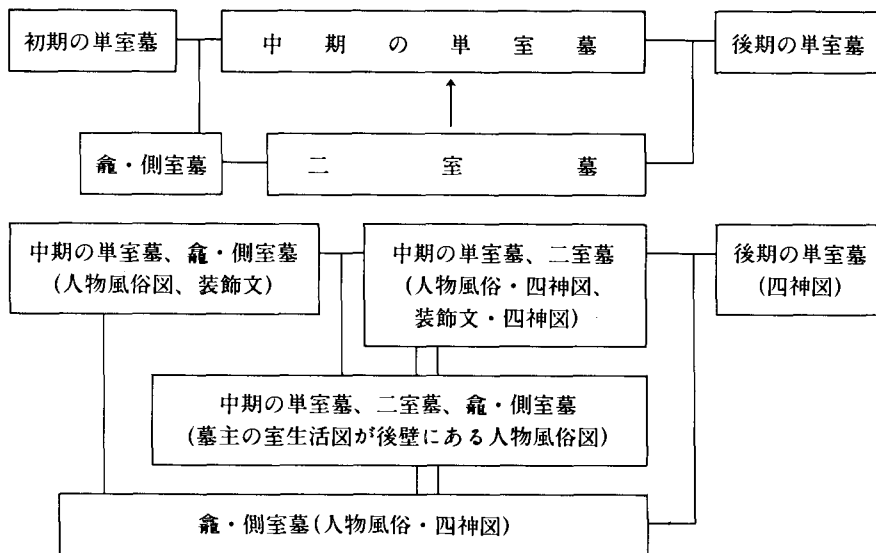 初期の単室墓
中期の単室墓
後期の単室墓
龕・側室墓
二室墓
中期の単室墓、龕・側室墓
(人物風俗図、装飾文)
中期の単室墓、二室墓
(人物風俗・四神図、
装飾文・四神図)
後期の単室墓
(四神図)
中期の単室墓、二室墓、龕・側室墓
(墓主の室生活図が後壁にある人物風俗図)
龕・側室墓(人物風俗・四神図)